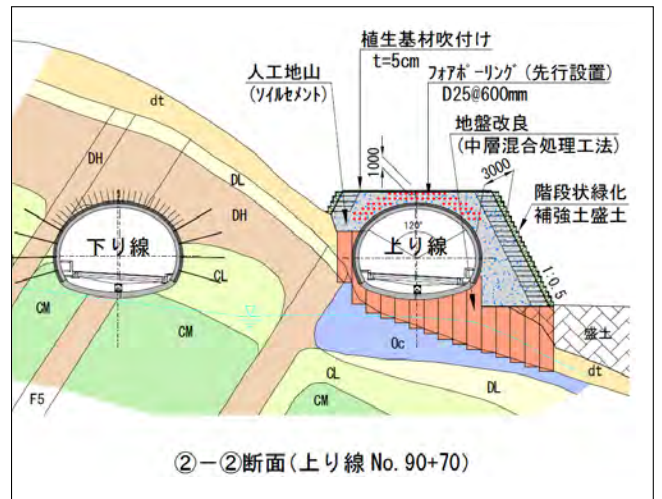 植生基材吹付け
t=5cm
人工地山
(ソイルセメント)
フォアポーリング(先行設置)
D25@600mm
地盤改良
(中層混合処理工法)
1000
3000
階段状緑化
補強土盛土
1:0.5
dt
DH
DL
DH
下り線
上り線
120°
CL
CM
CM
Oc
盛土
CL
DL
dt
F5
CM
②-②断面(上り線 No.90+70)